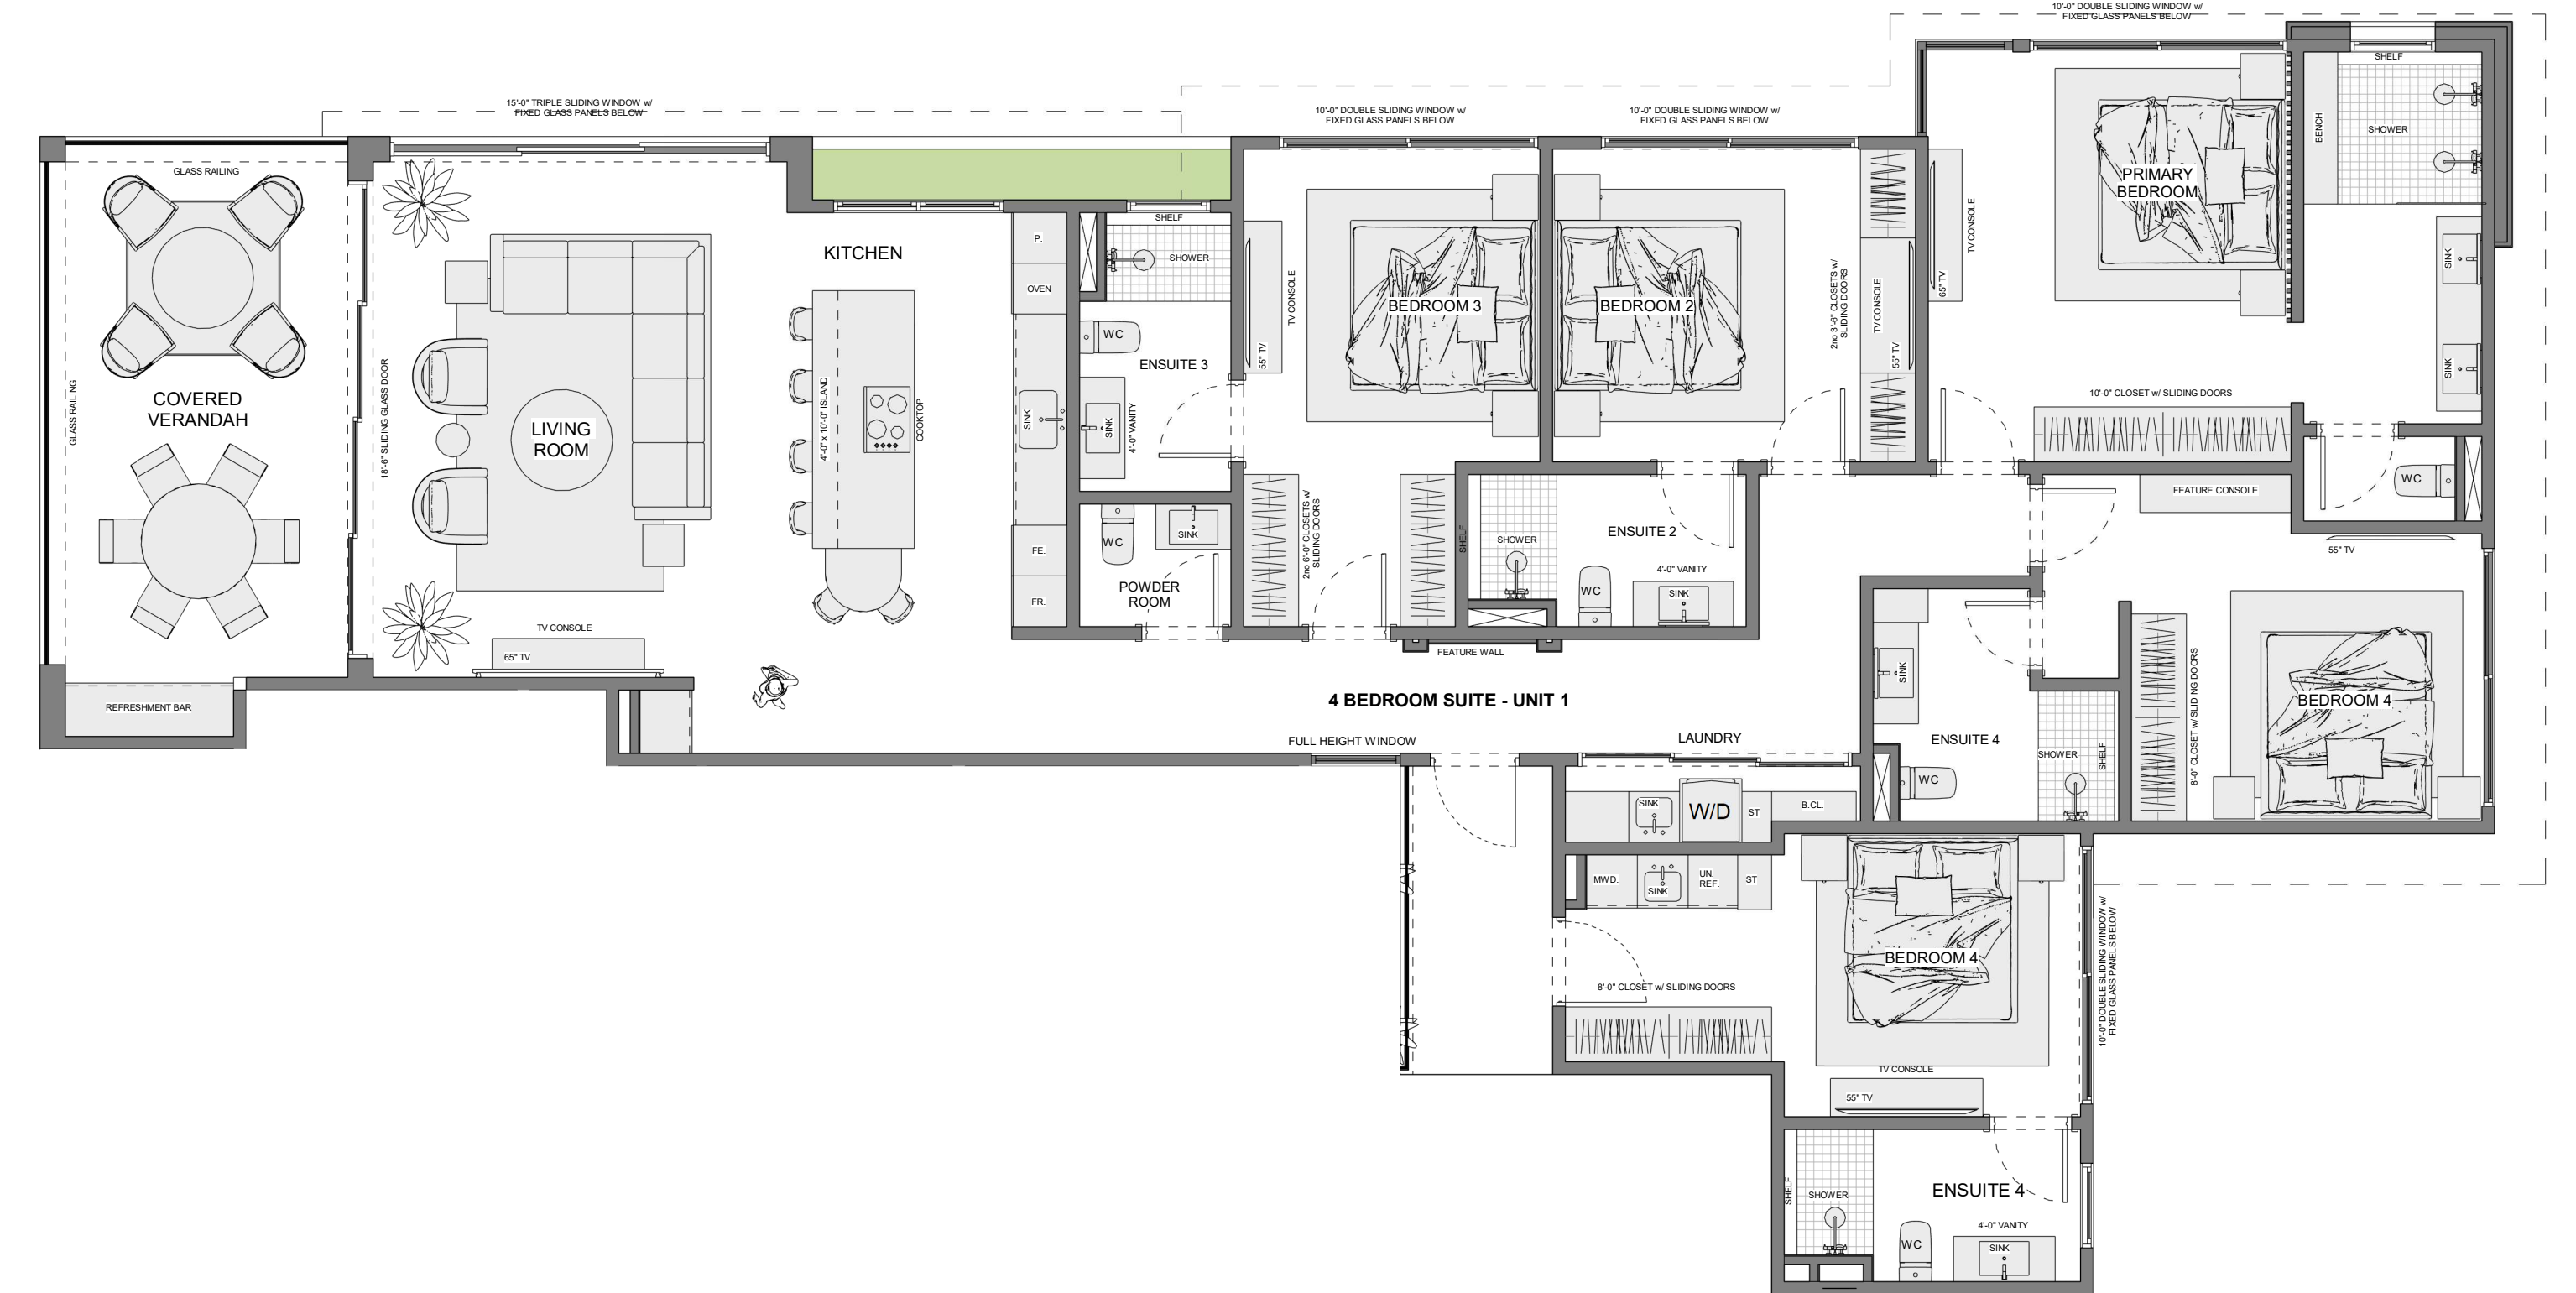 10'-0" DOUBLE SLIDING WINDOW w/
FIXED GLASS PANELS BELOW
15'-0" TRIPLE SLIDING WINDOW w/
FIXED GLASS PANELS BELOW
10'-0" DOUBLE SLIDING WINDOW w/
FIXED GLASS PANELS BELOW
10'-0" DOUBLE SLIDING WINDOW w/
FIXED GLASS PANELS BELOW
GLASS RAILING
GLASS RAILING
COVERED
VERANDAH
REFRESHMENT BAR
18'-6" SLIDING GLASS DOOR
LIVING
ROOM
TV CONSOLE
65" TV
KITCHEN
4'-0" x 10'-0" ISLAND
COOKTOP
P.
OVEN
SINK
FE.
FR.
SHELF
SHOWER
WC
ENSUITE 3
SINK
4'-0" VANITY
WC
SINK
POWDER
ROOM
55" TV
TV CONSOLE
BEDROOM 3
2no 6'-0" CLOSETS w/
SLIDING DOORS
BEDROOM 2
2no 3'-6" CLOSETS w/
SLIDING DOORS
TV CONSOLE
55" TV
SHELF
SHOWER
ENSUITE 2
WC
4'-0" VANITY
SINK
FEATURE WALL
65" TV
TV CONSOLE
PRIMARY
BEDROOM
10'-0" CLOSET w/ SLIDING DOORS
SHELF
BENCH
SHOWER
SINK
SINK
WC
FEATURE CONSOLE
55" TV
BEDROOM 4
8'-0" CLOSET w/ SLIDING DOORS
SINK
ENSUITE 4
WC
SHOWER
SHELF
4 BEDROOM SUITE - UNIT 1
FULL HEIGHT WINDOW
LAUNDRY
SINK
W/D
ST
B.CL.
MWD.
SINK
UN.
REF.
ST
BEDROOM 4
8'-0" CLOSET w/ SLIDING DOORS
10'-0" DOUBLE SLIDING WINDOW w/
FIXED GLASS PANELS BELOW
TV CONSOLE
55" TV
SHELF
SHOWER
ENSUITE 4
WC
4'-0" VANITY
SINK